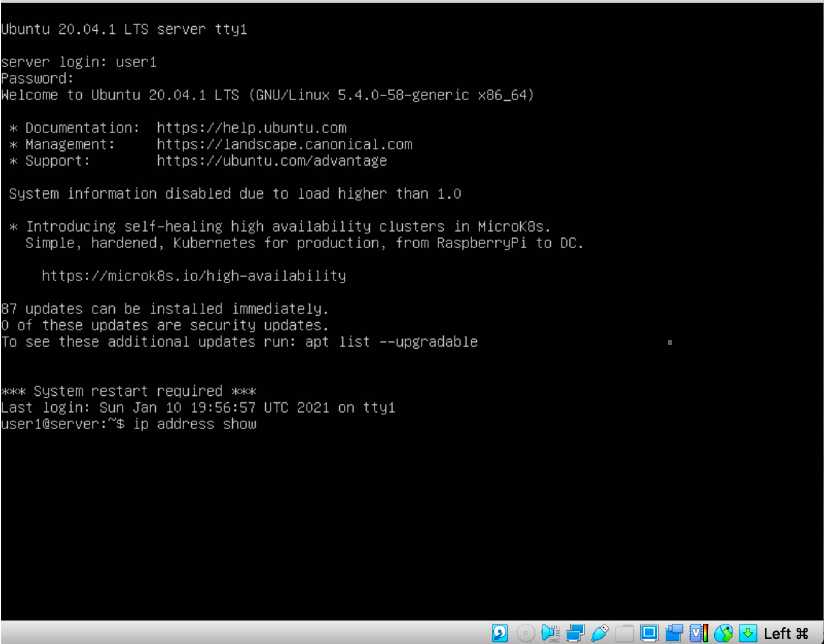 Ubuntu 20.04.1 LTS server tty1
server login: user1
Password:
Welcome to Ubuntu 20.04.1 LTS (GNU/Linux 5.4.0-58-generic x86_64)
* Documentation:  https://help.ubuntu.com
* Management:     https://landscape.canonical.com
* Support:        https://ubuntu.com/advantage
System information disabled due to load higher than 1.0
* Introducing self-healing high availability clusters in MicroK8s.
Simple, hardened, Kubernetes for production, from RaspberryPi to DC.
https://microk8s.io/high-availability
87 updates can be installed immediately.
0 of these updates are security updates.
To see these additional updates run: apt list --upgradable
*** System restart required ***
Last login: Sun Jan 10 19:56:57 UTC 2021 on tty1
user1@server:~$ ip address show
Left ⌘